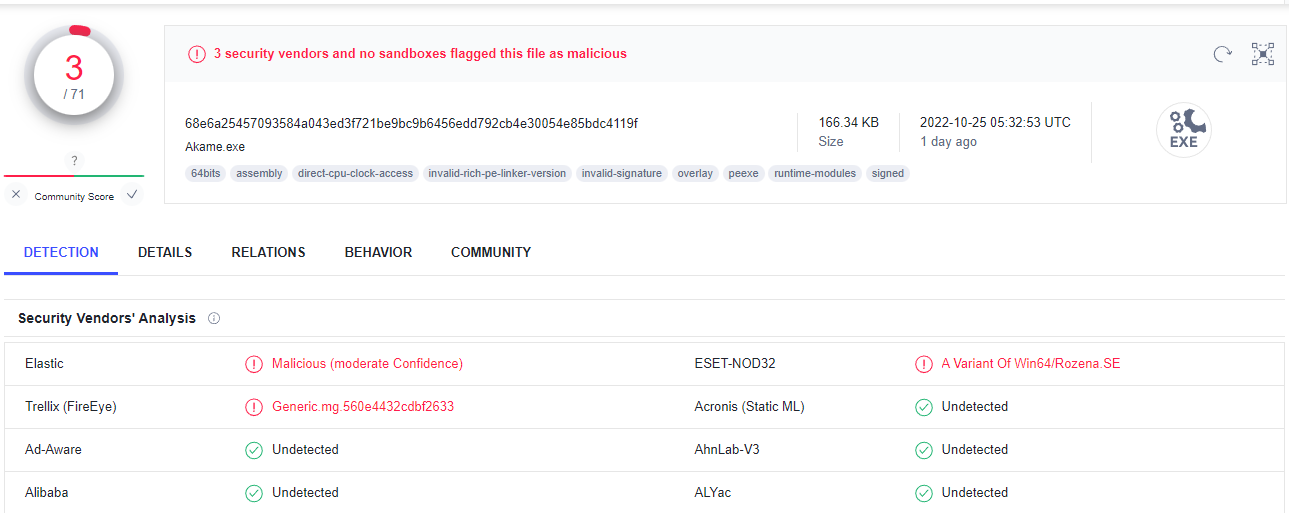 3
/ 71
?
Community Score
3 security vendors and no sandboxes flagged this file as malicious
68e6a25457093584a043ed3f721be9bc9b6456edd792cb4e30054e85bdc4119f
Akame.exe
64bits assembly direct-cpu-clock-access invalid-rich-pe-linker-version invalid-signature overlay peexe runtime-modules signed
166.34 KB
Size
2022-10-25 05:32:53 UTC
1 day ago
EXE
DETECTION DETAILS RELATIONS BEHAVIOR COMMUNITY
Security Vendors' Analysis
Elastic Malicious (moderate Confidence) ESET-NOD32 A Variant Of Win64/Rozena.SE
Trellix (FireEye) Generic.mg.560e4432cdbf2633 Acronis (Static ML) Undetected
Ad-Aware Undetected AhnLab-V3 Undetected
Alibaba Undetected ALYac Undetected